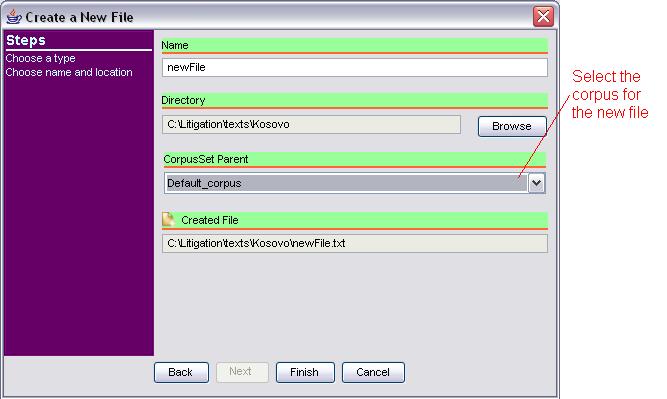 Create a New File
Steps
Choose a type
Choose name and location
Name
newFile
Directory
C:\Litigation\texts\Kosovo
Browse
CorpusSet Parent
Default_corpus
Created File
C:\Litigation\texts\Kosovo\newFile.txt
Back
Next
Finish
Cancel
Select the
corpus for
the new file